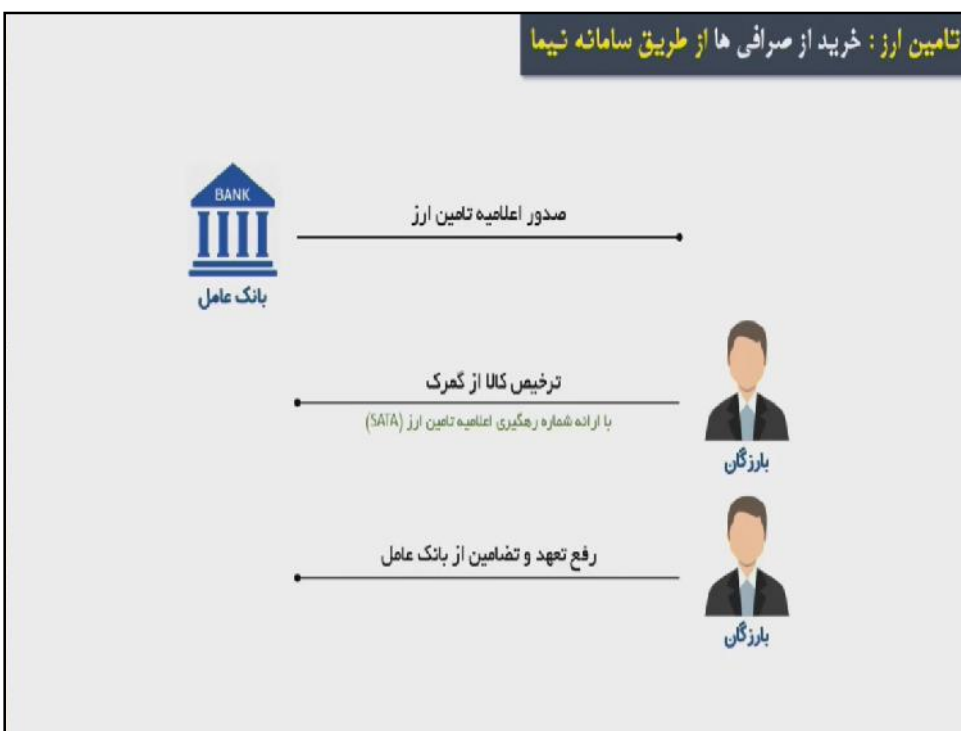 تامین ارز : خرید از صرافی ها از طریق سامانه نیما
صدور اعلامیه تامین ارز
BANK
بانک عامل
ترخیص کالا از گمرک
با ارائه شماره رهگیری اعلامیه تامین ارز (SATA)
بازرگان
رفع تعهد و تضامین از بانک عامل
بازرگان